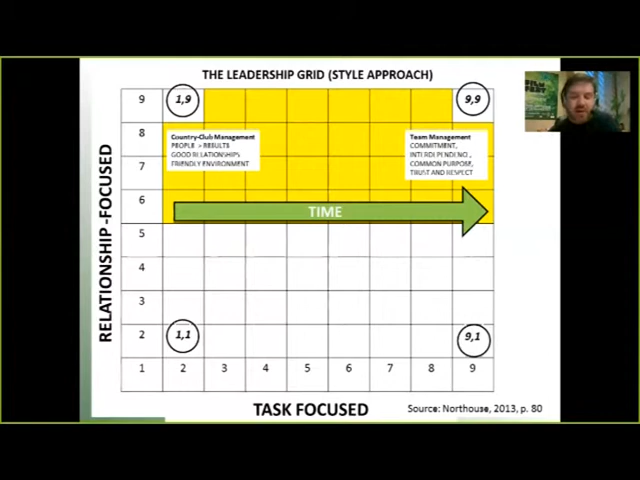 THE LEADERSHIP GRID (STYLE APPROACH)
9
1,9
9,9
8
Country-Club Management
PEOPLE > RESULTS
GOOD RELATIONSHIPS
FRIENDLY ENVIRONMENT
Team Management
COMMITMENT,
INTERDEPENDENCE,
COMMON PURPOSE,
TRUST AND RESPECT
7
6
TIME
5
4
3
2
1,1
9,1
1 2 3 4 5 6 7 8 9
RELATIONSHIP-FOCUSED
TASK FOCUSED
Source: Northouse, 2013, p. 80